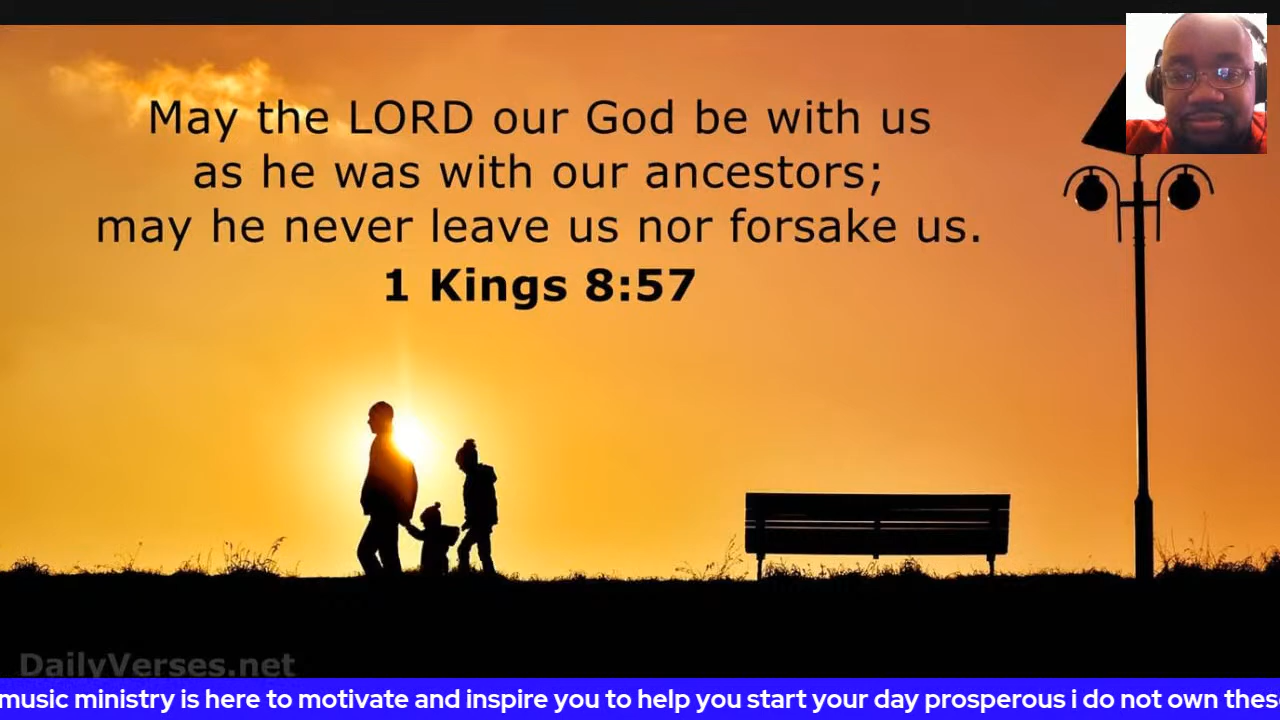 May the LORD our God be with us
as he was with our ancestors;
may he never leave us nor forsake us.
1 Kings 8:57
DailyVerses.net
music ministry is here to motivate and inspire you to help you start your day prosperous i do not own thes